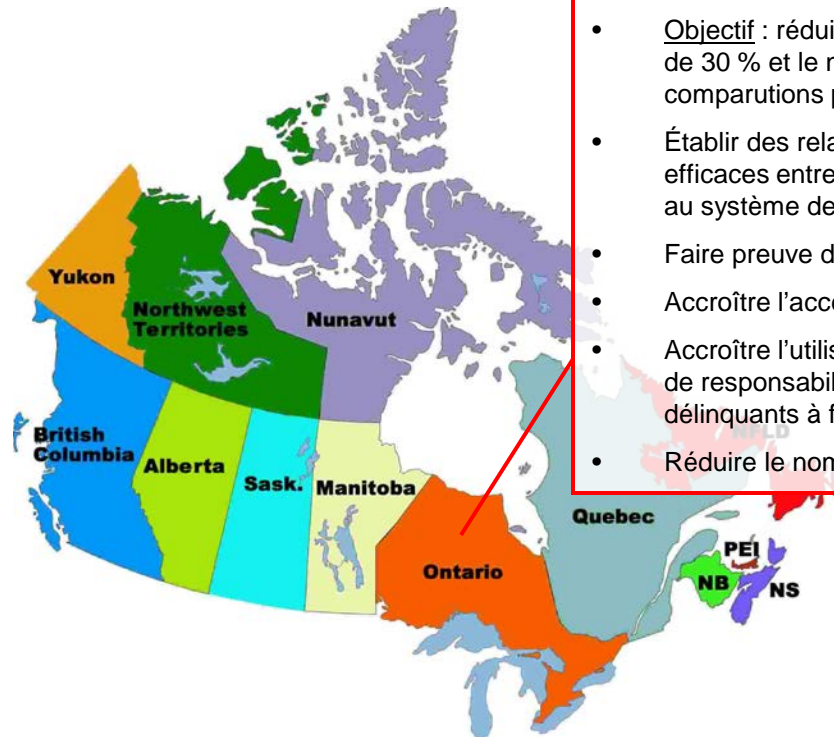 • Objectif : rédui
de 30 % et le n
comparutions p
• Établir des rela
efficaces entre
au système de
• Faire preuve d
• Accroître l'acc
• Accroître l'utilis
de responsabil
délinquants à f
• Réduire le nom
Yukon
Northwest
Territories
Nunavut
British
Columbia
Alberta
Sask.
Manitoba
Ontario
Quebec
NFLD
PEI
NB
NS